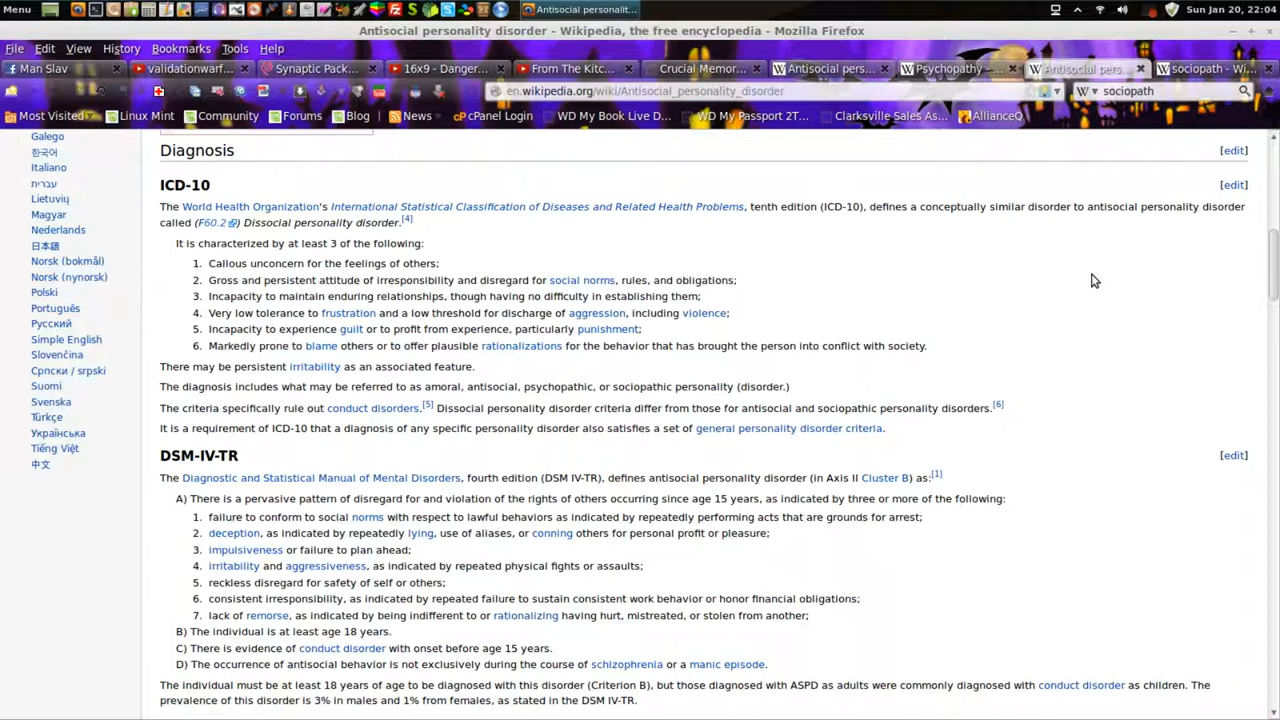 Menu Antisocial personalit... Sun Jan 20, 22:04
Antisocial personality disorder - Wikipedia, the free encyclopedia - Mozilla Firefox
File Edit View History Bookmarks Tools Help
Man Slav validationwarf... Synaptic Pack... 16x9 - Danger... From The Kitc... Crucial Memor... Antisocial pers... Psychopathy - ... Antisocial pers... sociopath - Wi...
en.wikipedia.org/wiki/Antisocial_personality_disorder sociopath
Most Visited Linux Mint Community Forums Blog News cPanel Login WD My Book Live D... WD My Passport 2T... Clarksville Sales As... AllianceQ
Galego
한국어
Italiano
עברית
Lietuvių
Magyar
Nederlands
日本語
Norsk (bokmål)
Norsk (nynorsk)
Polski
Português
Русский
Simple English
Slovenčina
Српски / srpski
Suomi
Svenska
Türkçe
Українська
Tiếng Việt
中文
Diagnosis [edit]
ICD-10 [edit]
The World Health Organization's International Statistical Classification of Diseases and Related Health Problems, tenth edition (ICD-10), defines a conceptually similar disorder to antisocial personality disorder
called (F60.2) Dissocial personality disorder.[4]
It is characterized by at least 3 of the following:
1. Callous unconcern for the feelings of others;
2. Gross and persistent attitude of irresponsibility and disregard for social norms, rules, and obligations;
3. Incapacity to maintain enduring relationships, though having no difficulty in establishing them;
4. Very low tolerance to frustration and a low threshold for discharge of aggression, including violence;
5. Incapacity to experience guilt or to profit from experience, particularly punishment;
6. Markedly prone to blame others or to offer plausible rationalizations for the behavior that has brought the person into conflict with society.
There may be persistent irritability as an associated feature.
The diagnosis includes what may be referred to as amoral, antisocial, psychopathic, or sociopathic personality (disorder.)
The criteria specifically rule out conduct disorders.[5] Dissocial personality disorder criteria differ from those for antisocial and sociopathic personality disorders.[6]
It is a requirement of ICD-10 that a diagnosis of any specific personality disorder also satisfies a set of general personality disorder criteria.
DSM-IV-TR [edit]
The Diagnostic and Statistical Manual of Mental Disorders, fourth edition (DSM IV-TR), defines antisocial personality disorder (in Axis II Cluster B) as:[1]
A) There is a pervasive pattern of disregard for and violation of the rights of others occurring since age 15 years, as indicated by three or more of the following:
1. failure to conform to social norms with respect to lawful behaviors as indicated by repeatedly performing acts that are grounds for arrest;
2. deception, as indicated by repeatedly lying, use of aliases, or conning others for personal profit or pleasure;
3. impulsiveness or failure to plan ahead;
4. irritability and aggressiveness, as indicated by repeated physical fights or assaults;
5. reckless disregard for safety of self or others;
6. consistent irresponsibility, as indicated by repeated failure to sustain consistent work behavior or honor financial obligations;
7. lack of remorse, as indicated by being indifferent to or rationalizing having hurt, mistreated, or stolen from another;
B) The individual is at least age 18 years.
C) There is evidence of conduct disorder with onset before age 15 years.
D) The occurrence of antisocial behavior is not exclusively during the course of schizophrenia or a manic episode.
The individual must be at least 18 years of age to be diagnosed with this disorder (Criterion B), but those diagnosed with ASPD as adults were commonly diagnosed with conduct disorder as children. The
prevalence of this disorder is 3% in males and 1% from females, as stated in the DSM IV-TR.